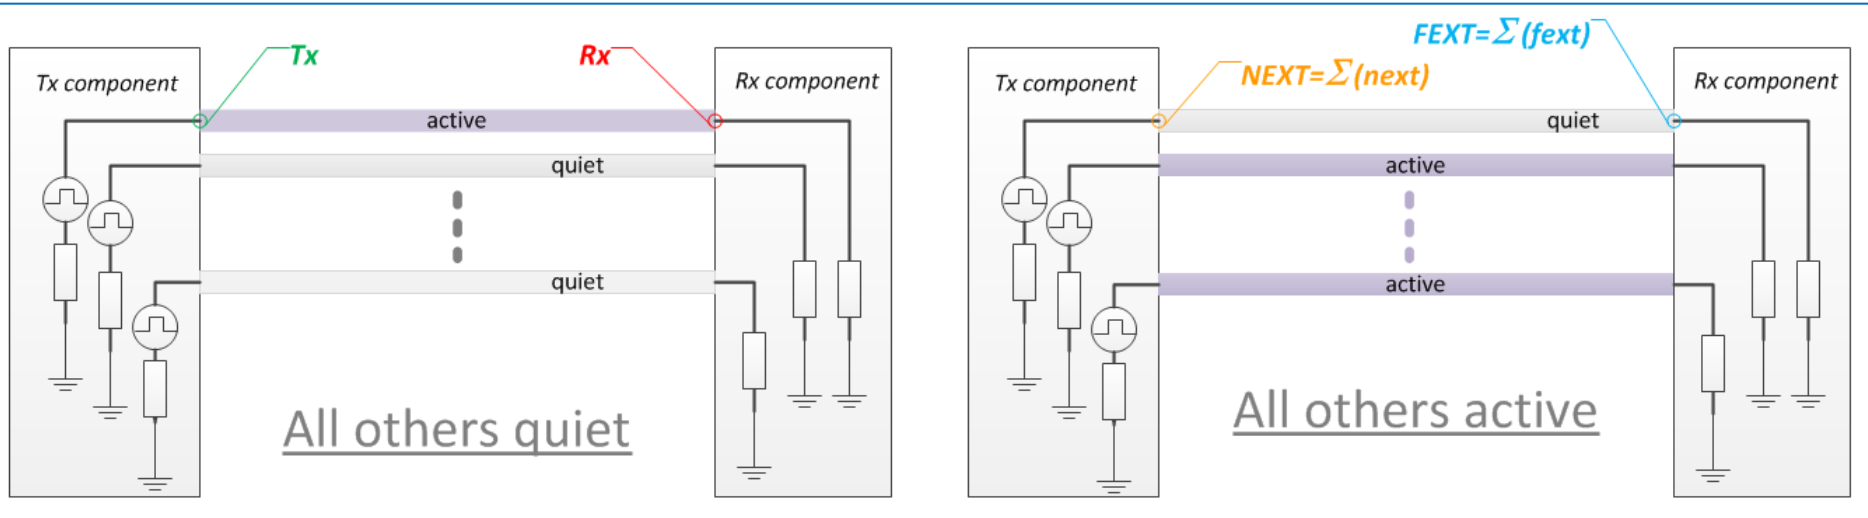 Tx
Rx
Tx component
Rx component
active
quiet
quiet
All others quiet
FEXT=Σ(fext)
NEXT=Σ(next)
Tx component
Rx component
quiet
active
active
All others active